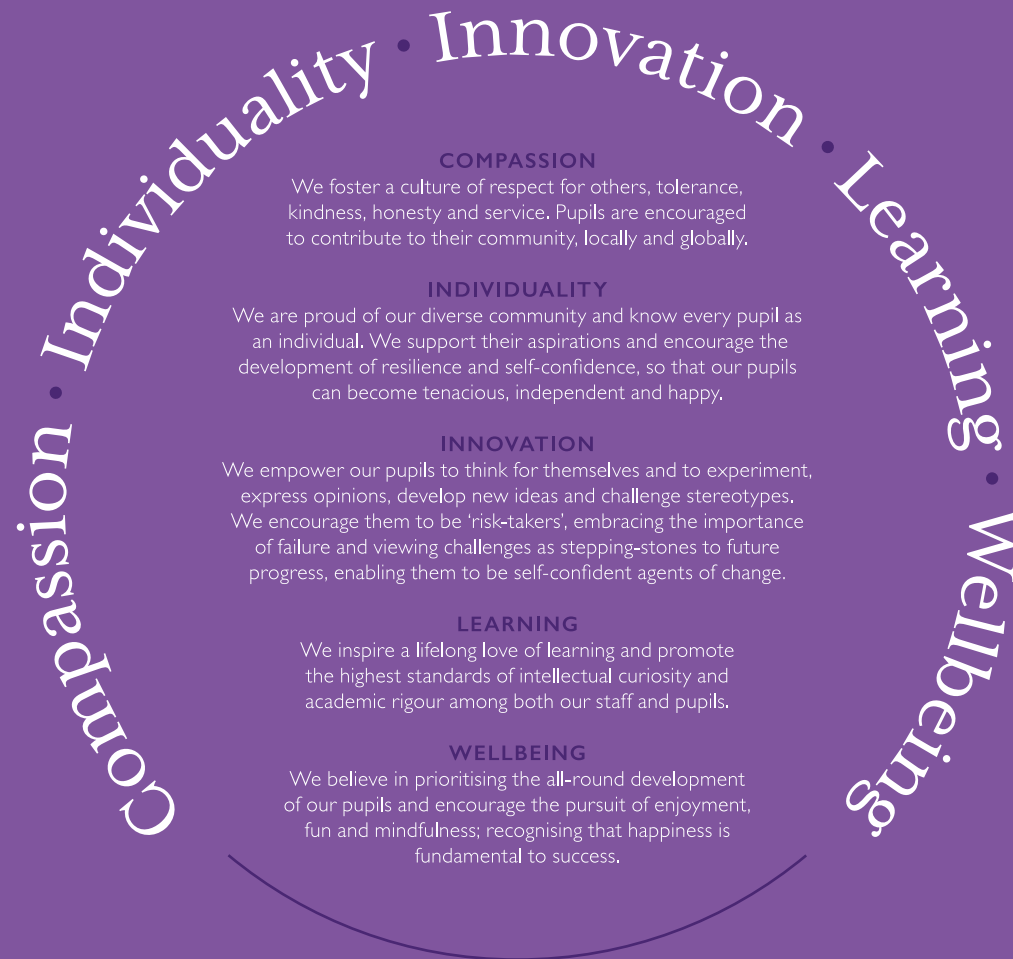 Compassion • Individuality • Innovation • Learning • Wellbeing
COMPASSION
We foster a culture of respect for others, tolerance,
kindness, honesty and service. Pupils are encouraged
to contribute to their community, locally and globally.
INDIVIDUALITY
We are proud of our diverse community and know every pupil as
an individual. We support their aspirations and encourage the
development of resilience and self-confidence, so that our pupils
can become tenacious, independent and happy.
INNOVATION
We empower our pupils to think for themselves and to experiment,
express opinions, develop new ideas and challenge stereotypes.
We encourage them to be ‘risk-takers’, embracing the importance
of failure and viewing challenges as stepping-stones to future
progress, enabling them to be self-confident agents of change.
LEARNING
We inspire a lifelong love of learning and promote
the highest standards of intellectual curiosity and
academic rigour among both our staff and pupils.
WELLBEING
We believe in prioritising the all-round development
of our pupils and encourage the pursuit of enjoyment,
fun and mindfulness; recognising that happiness is
fundamental to success.